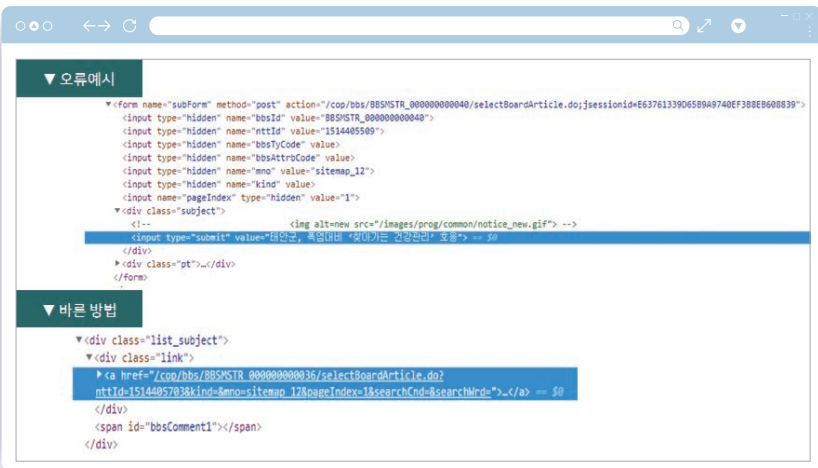 ▼ 오류예시
▼<form name="subForm" method="post" action="/cop/bbs/BBSMSTR_000000000040/selectBoardArticle.do;jsessionid=E63761339D65B9A9740EF3B8EB608839">
<input type="hidden" name="bbsId" value="BBSMSTR_000000000040">
<input type="hidden" name="nttId" value="1514405509">
<input type="hidden" name="bbsTyCode" value>
<input type="hidden" name="bbsAttrbCode" value>
<input type="hidden" name="mno" value="sitemap_12">
<input type="hidden" name="kind" value>
<input name="pageIndex" type="hidden" value="1">
▼<div class="subject">
<!-- <img alt=new src="/images/prog/common/notice_new.gif"> -->
<input type="submit" value="태안군, 폭염대비 '찾아가는 건강관리' 호응"> == $0
</div>
▶<div class="pt">…</div>
</form>
▼ 바른 방법
▼<div class="list_subject">
▼<div class="link">
▶<a href="/cop/bbs/BBSMSTR_000000000036/selectBoardArticle.do?
nttId=1514405703&kind=&mno=sitemap_12&pageIndex=1&searchCnd=&searchWrd=">…</a> == $0
</div>
<span id="bbsComment1"></span>
</div>